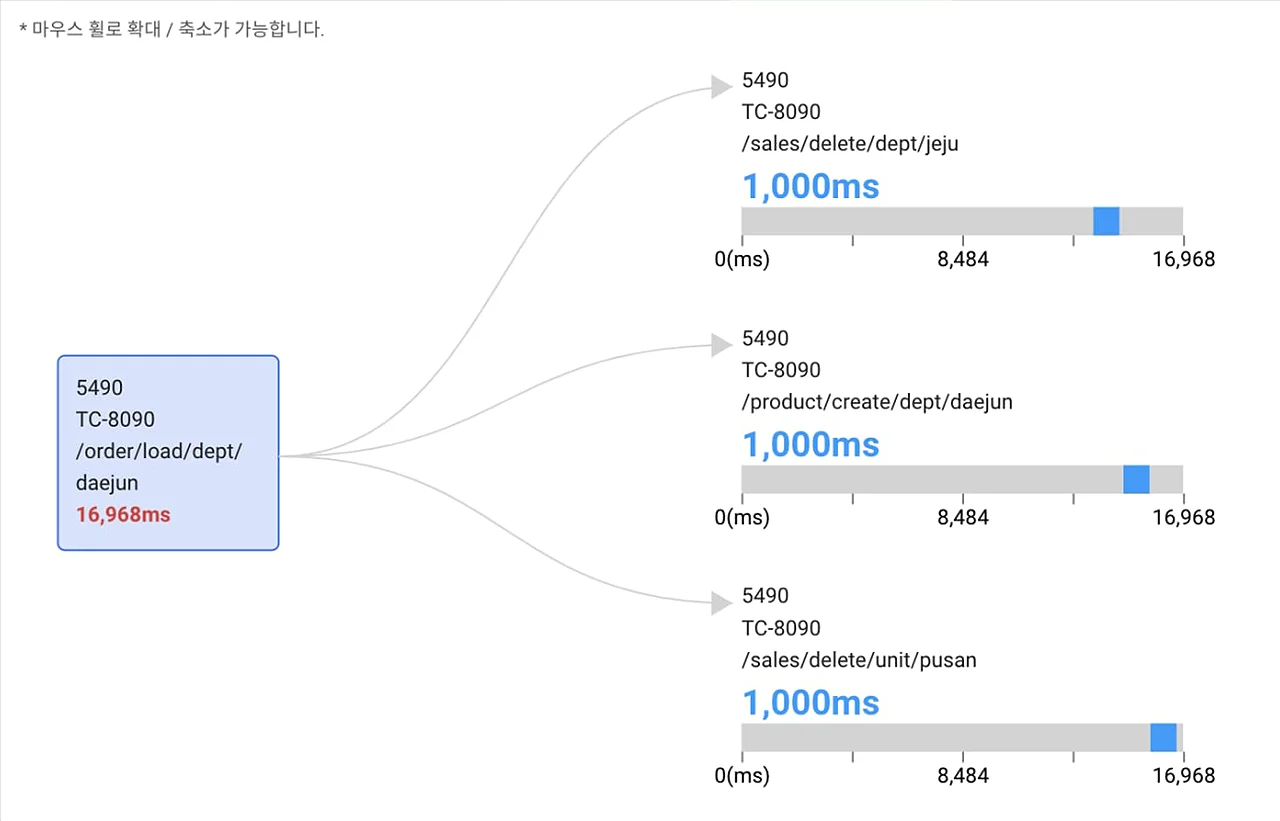 * 마우스 휠로 확대 / 축소가 가능합니다.
5490
TC-8090
/order/load/dept/
daejun
16,968ms
5490
TC-8090
/sales/delete/dept/jeju
1,000ms
0(ms) 8,484 16,968
5490
TC-8090
/product/create/dept/daejun
1,000ms
0(ms) 8,484 16,968
5490
TC-8090
/sales/delete/unit/pusan
1,000ms
0(ms) 8,484 16,968